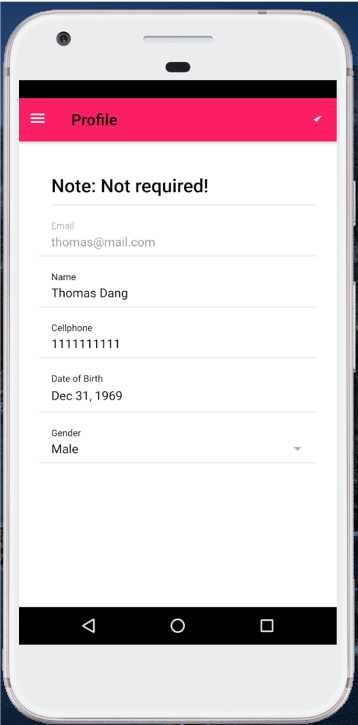 Profile
Note: Not required!
Email
thomas@mail.com
Name
Thomas Dang
Cellphone
1111111111
Date of Birth
Dec 31, 1969
Gender
Male